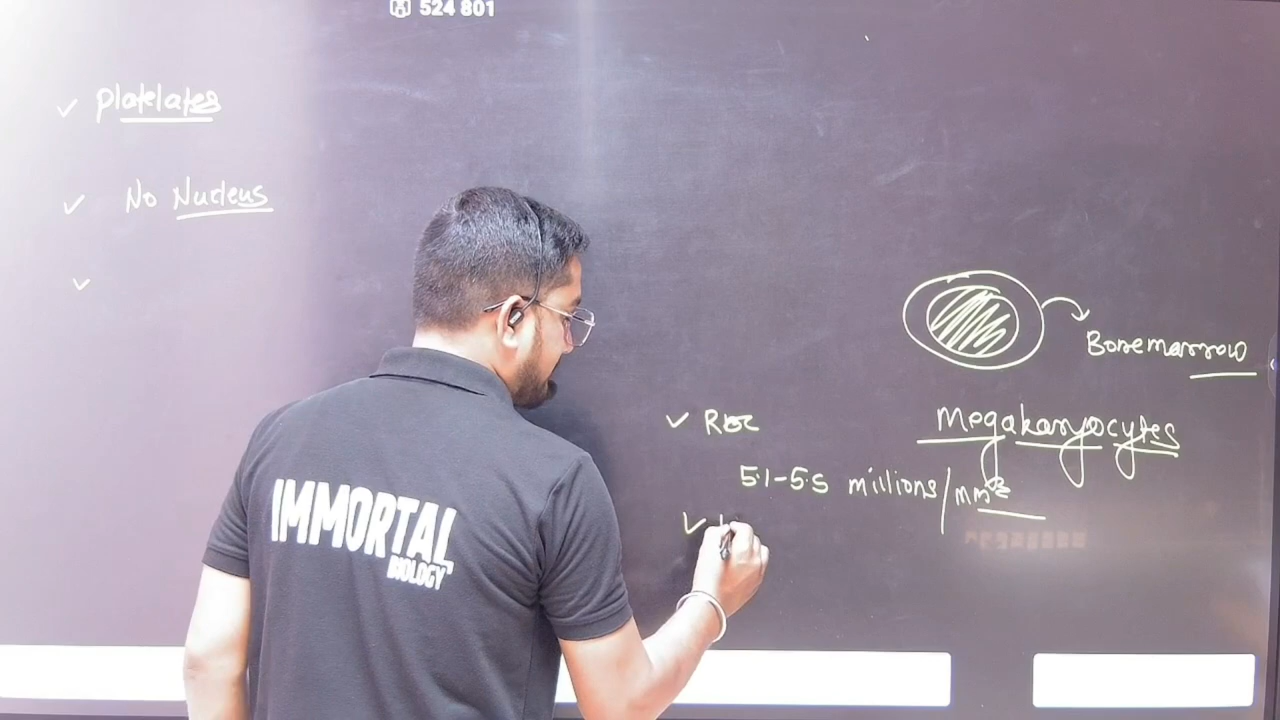 524 801
✓ Platelates
✓ No Nucleus
✓
Bonemarrow
Megakaryocytes
✓ RBC
5.1-5.5 millions/mm³
✓
IMMORTAL
BIOLOGY